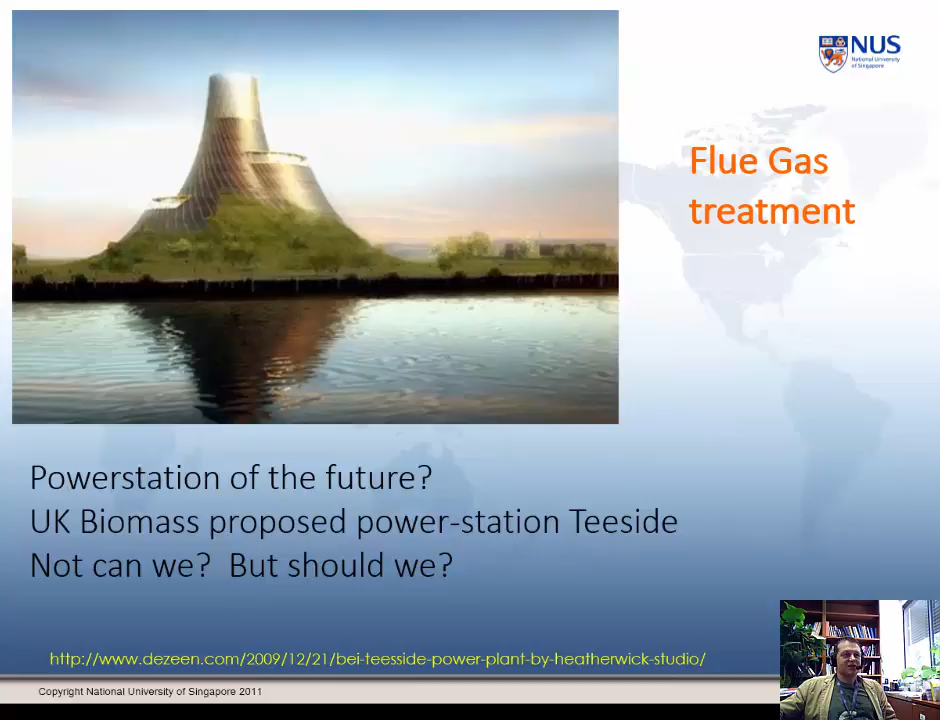 NUS
National University
of Singapore
Flue Gas
treatment
Powerstation of the future?
UK Biomass proposed power-station Teeside
Not can we?  But should we?
http://www.dezeen.com/2009/12/21/bei-teesside-power-plant-by-heatherwick-studio/
Copyright National University of Singapore 2011